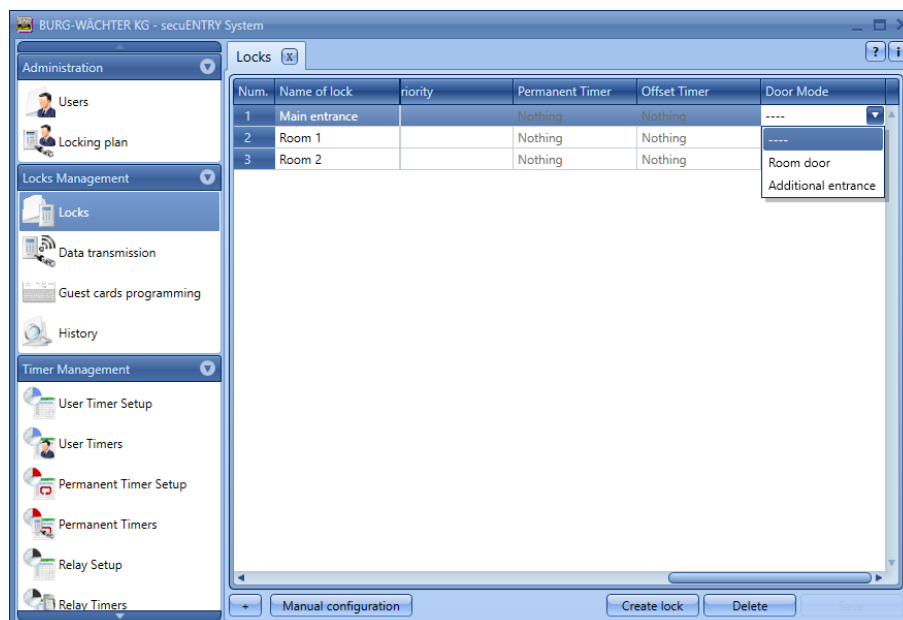 BURG-WÄCHTER KG - secuENTRY System
Administration
Users
Locking plan
Locks Management
Locks
Data transmission
Guest cards programming
History
Timer Management
User Timer Setup
User Timers
Permanent Timer Setup
Permanent Timers
Relay Setup
Relay Timers
Locks x
? i
Num. Name of lock riority Permanent Timer Offset Timer Door Mode
1 Main entrance Nothing Nothing ----
2 Room 1 Nothing Nothing
3 Room 2 Nothing Nothing
----
Room door
Additional entrance
+ Manual configuration Create lock Delete Save